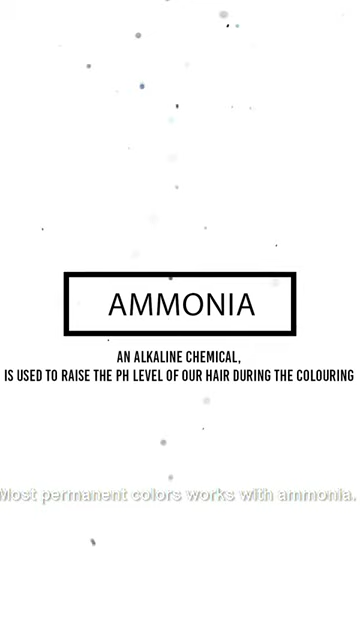 AMMONIA
AN ALKALINE CHEMICAL,
IS USED TO RAISE THE PH LEVEL OF OUR HAIR DURING THE COLOURING
Most permanent colors works with ammonia.